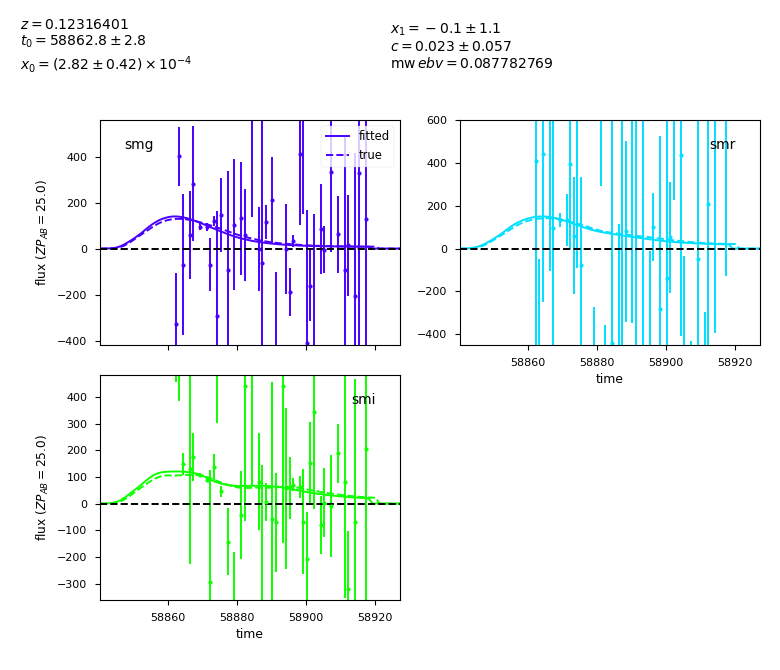 z = 0.12316401
t₀ = 58862.8 ± 2.8
x₀ = (2.82 ± 0.42) × 10⁻⁴
x₁ = −0.1 ± 1.1
c = 0.023 ± 0.057
mw ebv = 0.087782769
smg
fitted
true
400
200
0
−200
−400
flux (ZP_AB = 25.0)
smr
600
400
200
0
−200
−400
58860 58880 58900 58920
time
smi
400
300
200
100
0
−100
−200
−300
flux (ZP_AB = 25.0)
58860 58880 58900 58920
time